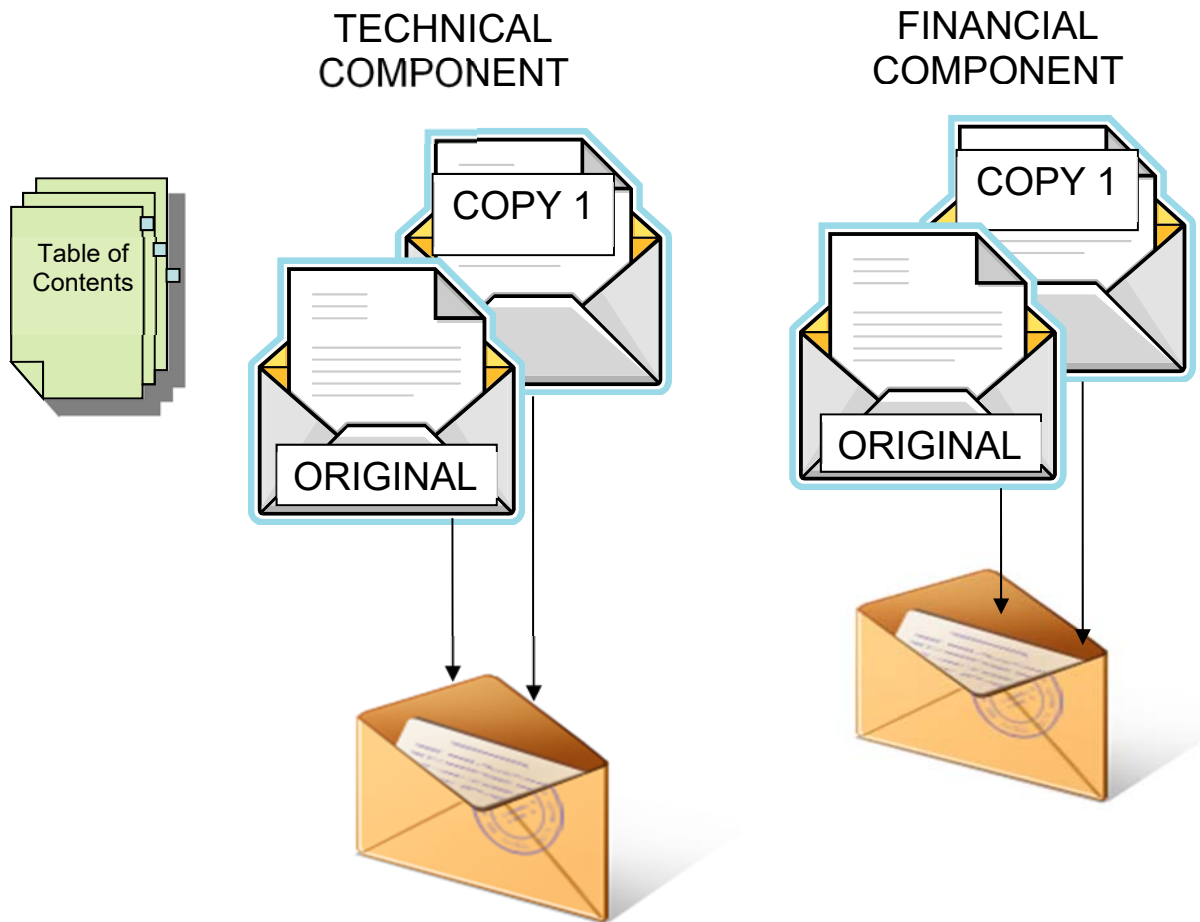 TECHNICAL
COMPONENT
FINANCIAL
COMPONENT
Table of
Contents
COPY 1
ORIGINAL
COPY 1
ORIGINAL